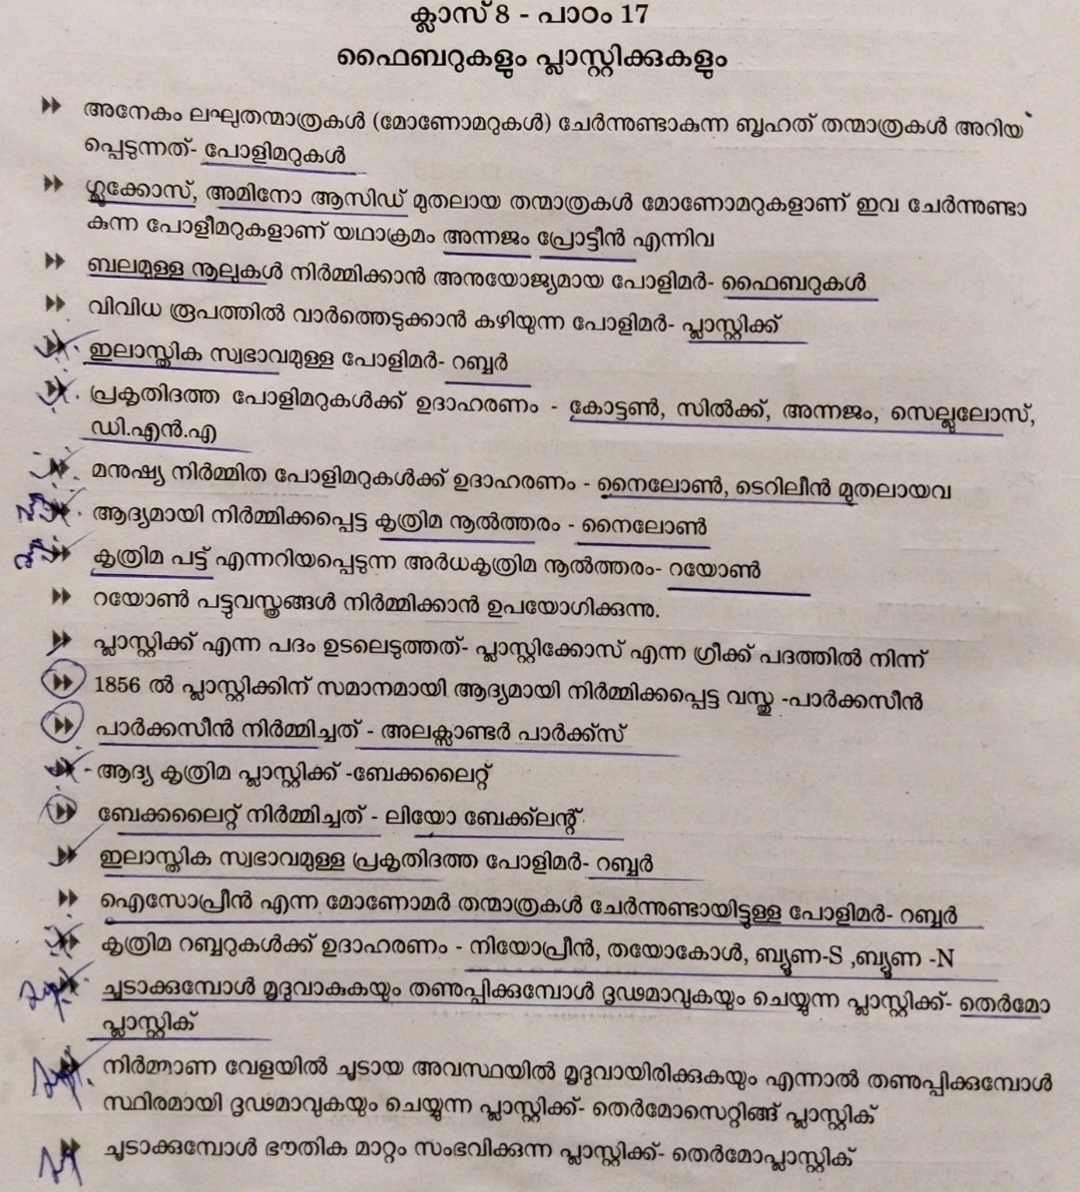 ക്ലാസ് 8 - പാഠം 17
ഫൈബറുകളും പ്ലാസ്റ്റിക്കുകളും
അനേകം ലഘുതന്മാത്രകൾ (മോണോമറുകൾ) ചേർന്നുണ്ടാകുന്ന ബൃഹത് തന്മാത്രകൾ അറിയ
പ്പെടുന്നത്- പോളിമറുകൾ
ഗ്ലൂക്കോസ്, അമിനോ ആസിഡ് മുതലായ തന്മാത്രകൾ മോണോമറുകളാണ് ഇവ ചേർന്നുണ്ടാ
കുന്ന പോളീമറുകളാണ് യഥാക്രമം അന്നജം പ്രോട്ടീൻ എന്നിവ
ബലമുള്ള നൂലുകൾ നിർമ്മിക്കാൻ അനുയോജ്യമായ പോളിമർ- ഫൈബറുകൾ
വിവിധ രൂപത്തിൽ വാർത്തെടുക്കാൻ കഴിയുന്ന പോളിമർ- പ്ലാസ്റ്റിക്ക്
ഇലാസ്തിക സ്വഭാവമുള്ള പോളിമർ- റബ്ബർ
പ്രകൃതിദത്ത പോളിമറുകൾക്ക് ഉദാഹരണം - കോട്ടൺ, സിൽക്ക്, അന്നജം, സെല്ലുലോസ്,
ഡി.എൻ.എ
മനുഷ്യ നിർമ്മിത പോളിമറുകൾക്ക് ഉദാഹരണം - നൈലോൺ, ടെറിലീൻ മുതലായവ
ആദ്യമായി നിർമ്മിക്കപ്പെട്ട കൃത്രിമ നൂൽത്തരം - നൈലോൺ
കൃത്രിമ പട്ട് എന്നറിയപ്പെടുന്ന അർധകൃത്രിമ നൂൽത്തരം- റയോൺ
റയോൺ പട്ടുവസ്ത്രങ്ങൾ നിർമ്മിക്കാൻ ഉപയോഗിക്കുന്നു.
പ്ലാസ്റ്റിക്ക് എന്ന പദം ഉടലെടുത്തത്- പ്ലാസ്റ്റിക്കോസ് എന്ന ഗ്രീക്ക് പദത്തിൽ നിന്ന്
1856 ൽ പ്ലാസ്റ്റിക്കിന് സമാനമായി ആദ്യമായി നിർമ്മിക്കപ്പെട്ട വസ്തു -പാർക്കസീൻ
പാർക്കസീൻ നിർമ്മിച്ചത് - അലക്സാണ്ടർ പാർക്ക്സ്
ആദ്യ കൃത്രിമ പ്ലാസ്റ്റിക്ക് -ബേക്കലൈറ്റ്
ബേക്കലൈറ്റ് നിർമ്മിച്ചത് - ലിയോ ബേക്ക്‌ലന്റ്
ഇലാസ്തിക സ്വഭാവമുള്ള പ്രകൃതിദത്ത പോളിമർ- റബ്ബർ
ഐസോപ്രീൻ എന്ന മോണോമർ തന്മാത്രകൾ ചേർന്നുണ്ടായിട്ടുള്ള പോളിമർ- റബ്ബർ
കൃത്രിമ റബ്ബറുകൾക്ക് ഉദാഹരണം - നിയോപ്രീൻ, തയോകോൾ, ബ്യൂണ-S ,ബ്യൂണ -N
ചൂടാക്കുമ്പോൾ മൃദുവാകുകയും തണുപ്പിക്കുമ്പോൾ ദൃഢമാവുകയും ചെയ്യുന്ന പ്ലാസ്റ്റിക്ക്- തെർമോ
പ്ലാസ്റ്റിക്
നിർമ്മാണ വേളയിൽ ചൂടായ അവസ്ഥയിൽ മൃദുവായിരിക്കുകയും എന്നാൽ തണുപ്പിക്കുമ്പോൾ
സ്ഥിരമായി ദൃഢമാവുകയും ചെയ്യുന്ന പ്ലാസ്റ്റിക്ക്- തെർമോസെറ്റിങ്ങ് പ്ലാസ്റ്റിക്
ചൂടാക്കുമ്പോൾ ഭൗതിക മാറ്റം സംഭവിക്കുന്ന പ്ലാസ്റ്റിക്ക്- തെർമോപ്ലാസ്റ്റിക്